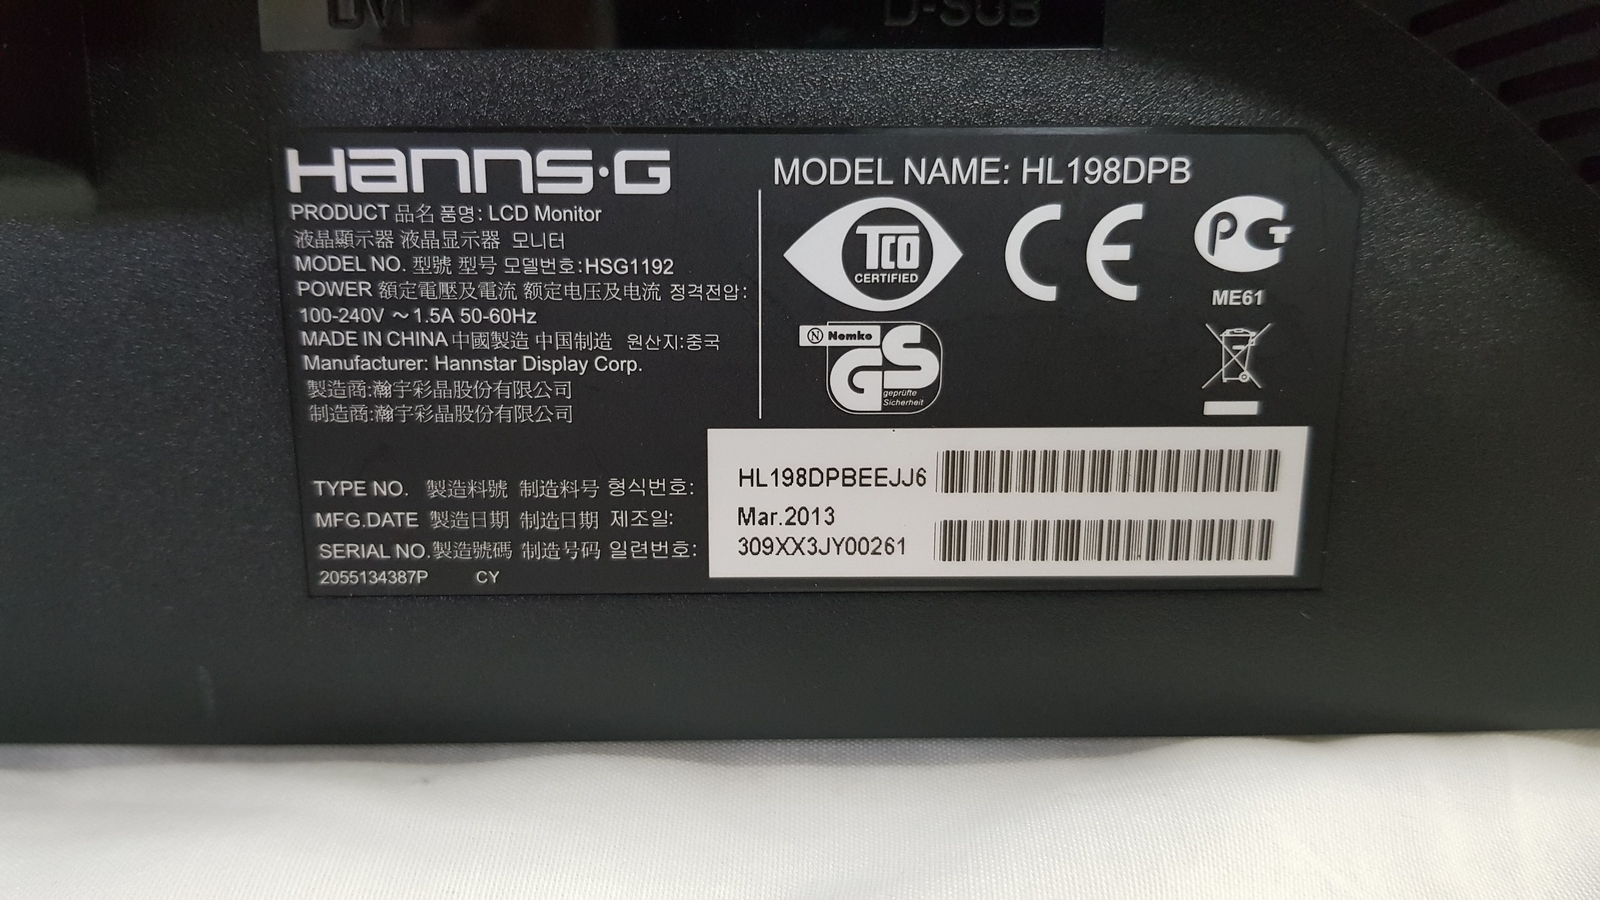 DVI
D-SUB
Hanns·G
PRODUCT 品名 품명: LCD Monitor
液晶顯示器 液晶显示器 모니터
MODEL NO. 型號 型号 모델번호:HSG1192
POWER 額定電壓及電流 额定电压及电流 정격전압:
100-240V ~ 1.5A 50-60Hz
MADE IN CHINA 中國製造 中国制造 원산지:중국
Manufacturer: Hannstar Display Corp.
製造商:瀚宇彩晶股份有限公司
制造商:瀚宇彩晶股份有限公司
MODEL NAME: HL198DPB
TCO
CERTIFIED
CE
PCT
ME61
N Nemko
GS
geprüfte
Sicherheit
TYPE NO. 製造料號 制造料号 형식번호:
HL198DPBEEJJ6
MFG.DATE 製造日期 制造日期 제조일:
Mar.2013
SERIAL NO.製造號碼 制造号码 일련번호:
309XX3JY00261
2055134387P CY